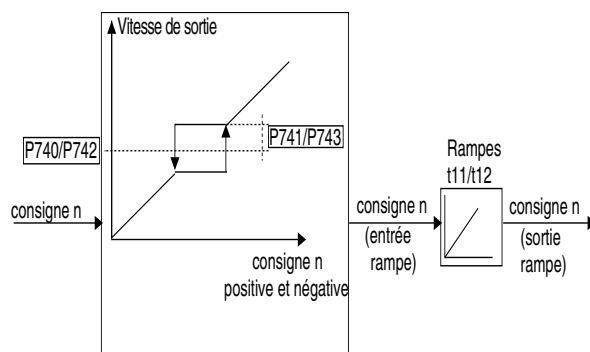 Vitesse de sortie
P740/P742
P741/P743
consigne n
consigne n
positive et négative
consigne n
(entrée
rampe)
Rampes
t11/t12
consigne n
(sortie
rampe)